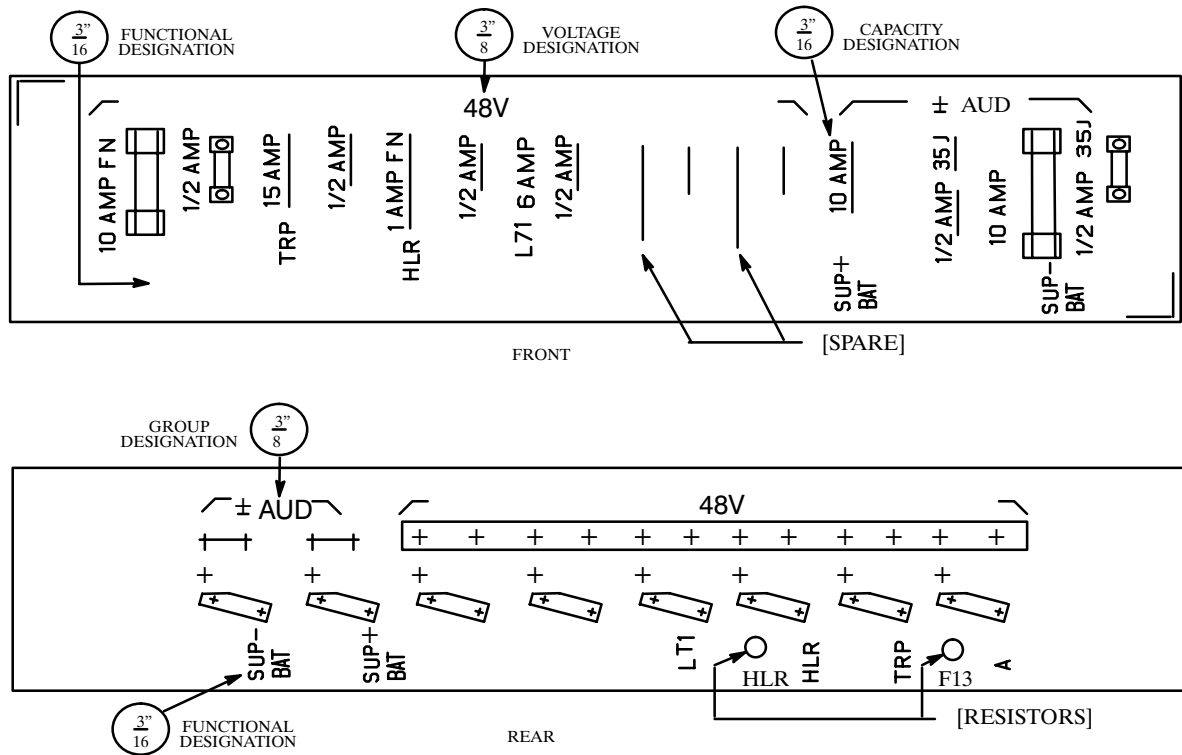 3" 16 FUNCTIONAL DESIGNATION
3" 8 VOLTAGE DESIGNATION
3" 16 CAPACITY DESIGNATION
48V
± AUD
10 AMP FN
1/2 AMP
15 AMP
TRP
1/2 AMP
1 AMP FN
HLR
1/2 AMP
L71 6 AMP
1/2 AMP
10 AMP
SUP+
BAT
1/2 AMP 35J
10 AMP
SUP-
BAT
1/2 AMP 35J
[SPARE]
FRONT
GROUP DESIGNATION 3" 8
± AUD
48V
SUP-
BAT
SUP+
BAT
LT1
HLR
HLR
TRP
F13
A
3" 16 FUNCTIONAL DESIGNATION
[RESISTORS]
REAR